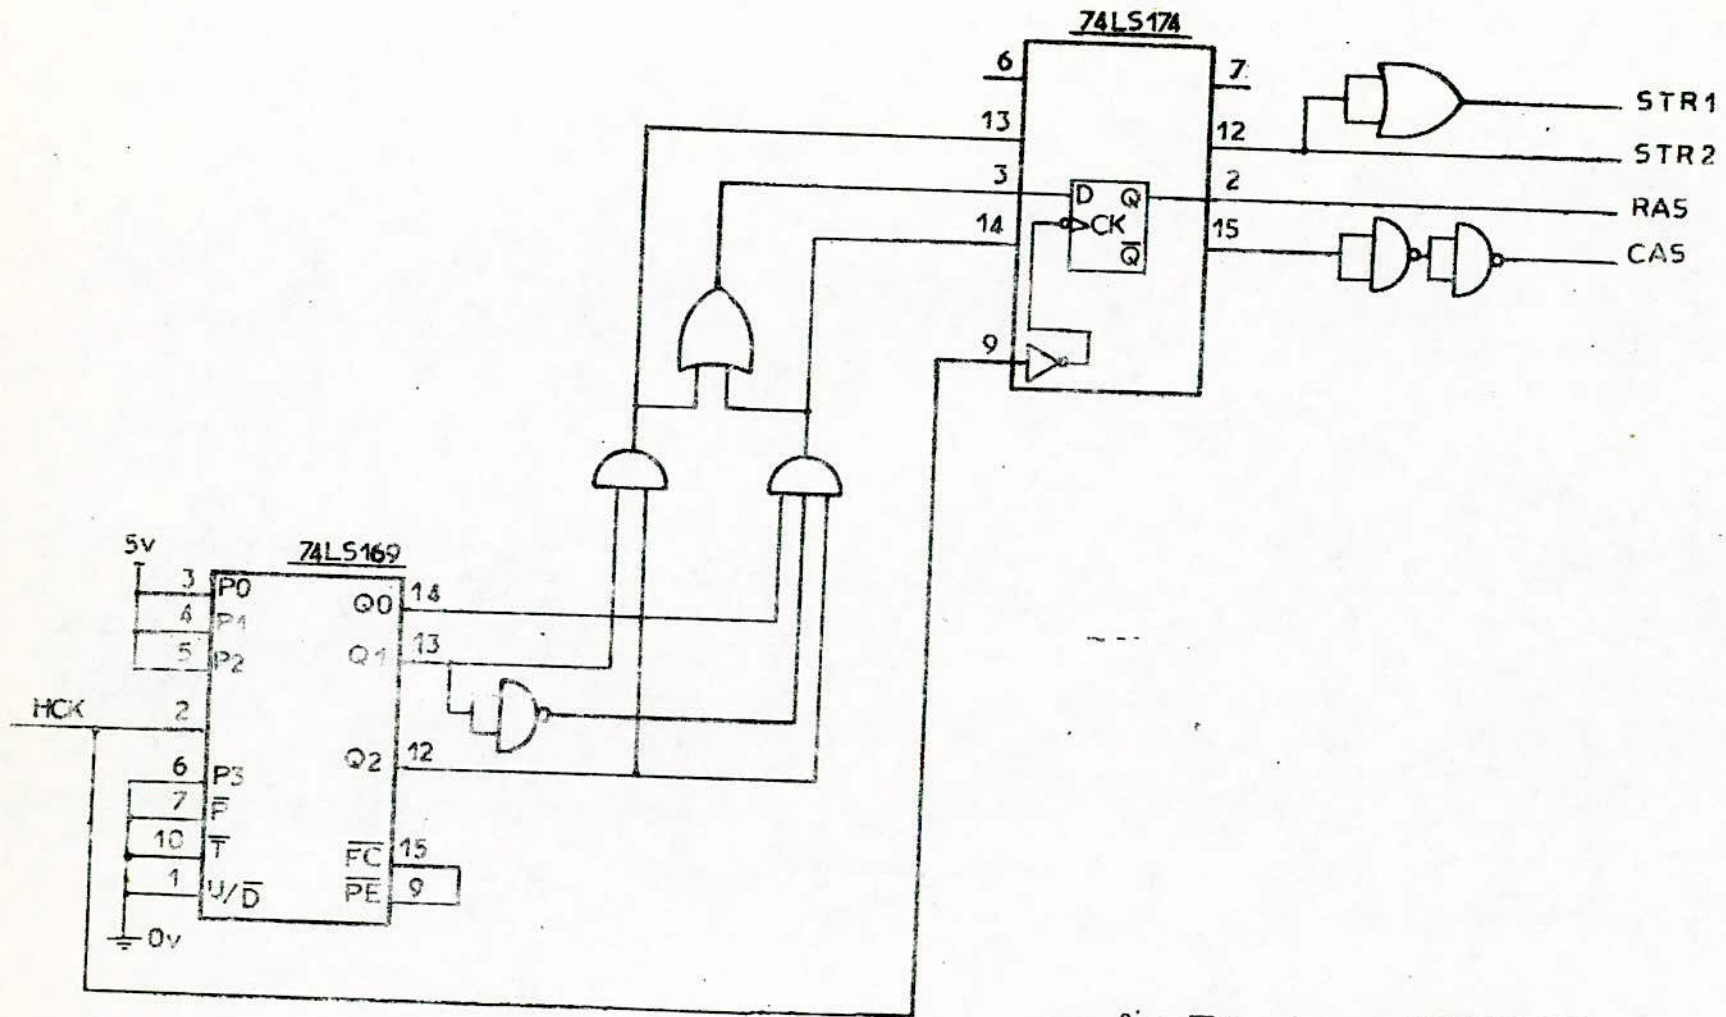 74LS174
6
7
13
12
3
2
14
15
9
D Q
CK
Q̅
STR1
STR2
RAS
CAS
5v
74LS169
3 P0
4 P1
5 P2
HCK
2
6 P3
7 P̅
10 T̅
1 U/D̅
0v
Q0 14
Q1 13
Q2 12
F̅C̅ 15
P̅E̅ 9